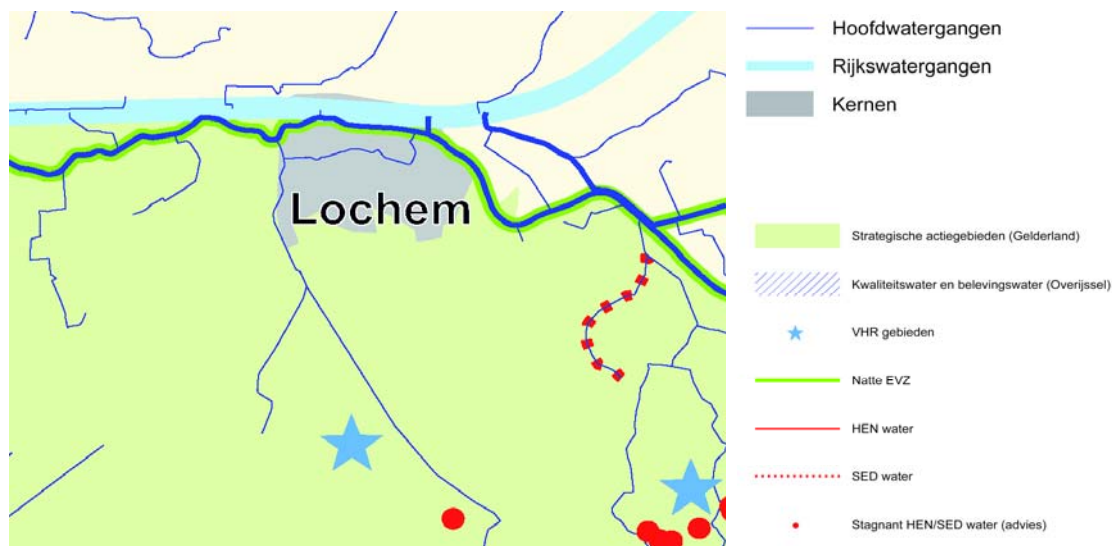 Lochem
Hoofdwatergangen
Rijkswatergangen
Kernen
Strategische actiegebieden (Gelderland)
Kwaliteitswater en belevingswater (Overijssel)
VHR gebieden
Natte EVZ
HEN water
SED water
Stagnant HEN/SED water (advies)